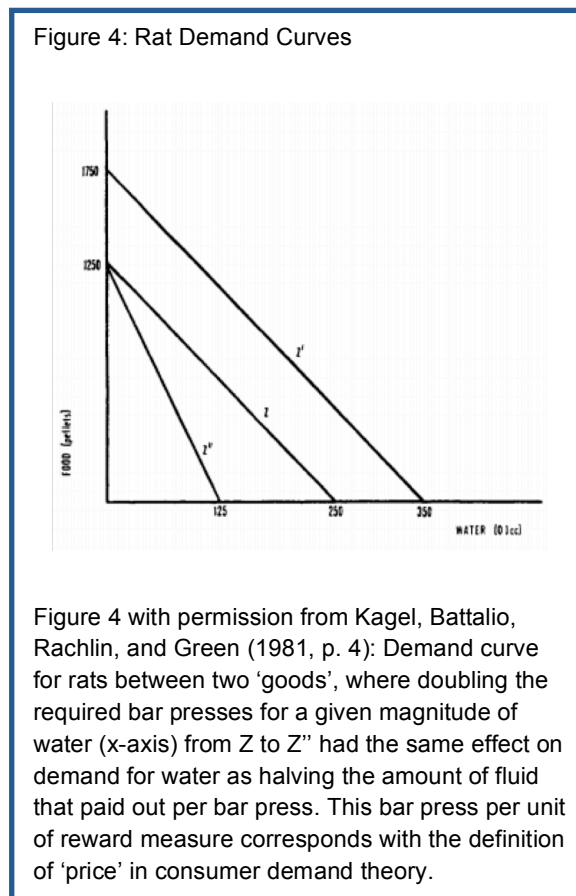 Figure 4: Rat Demand Curves
1750
1250
Z'
Z
Z"
FOOD (pellets)
125
250
350
WATER (0.1cc)
Figure 4 with permission from Kagel, Battalio,
Rachlin, and Green (1981, p. 4): Demand curve
for rats between two ‘goods’, where doubling the
required bar presses for a given magnitude of
water (x-axis) from Z to Z’’ had the same effect on
demand for water as halving the amount of fluid
that paid out per bar press. This bar press per unit
of reward measure corresponds with the definition
of ‘price’ in consumer demand theory.